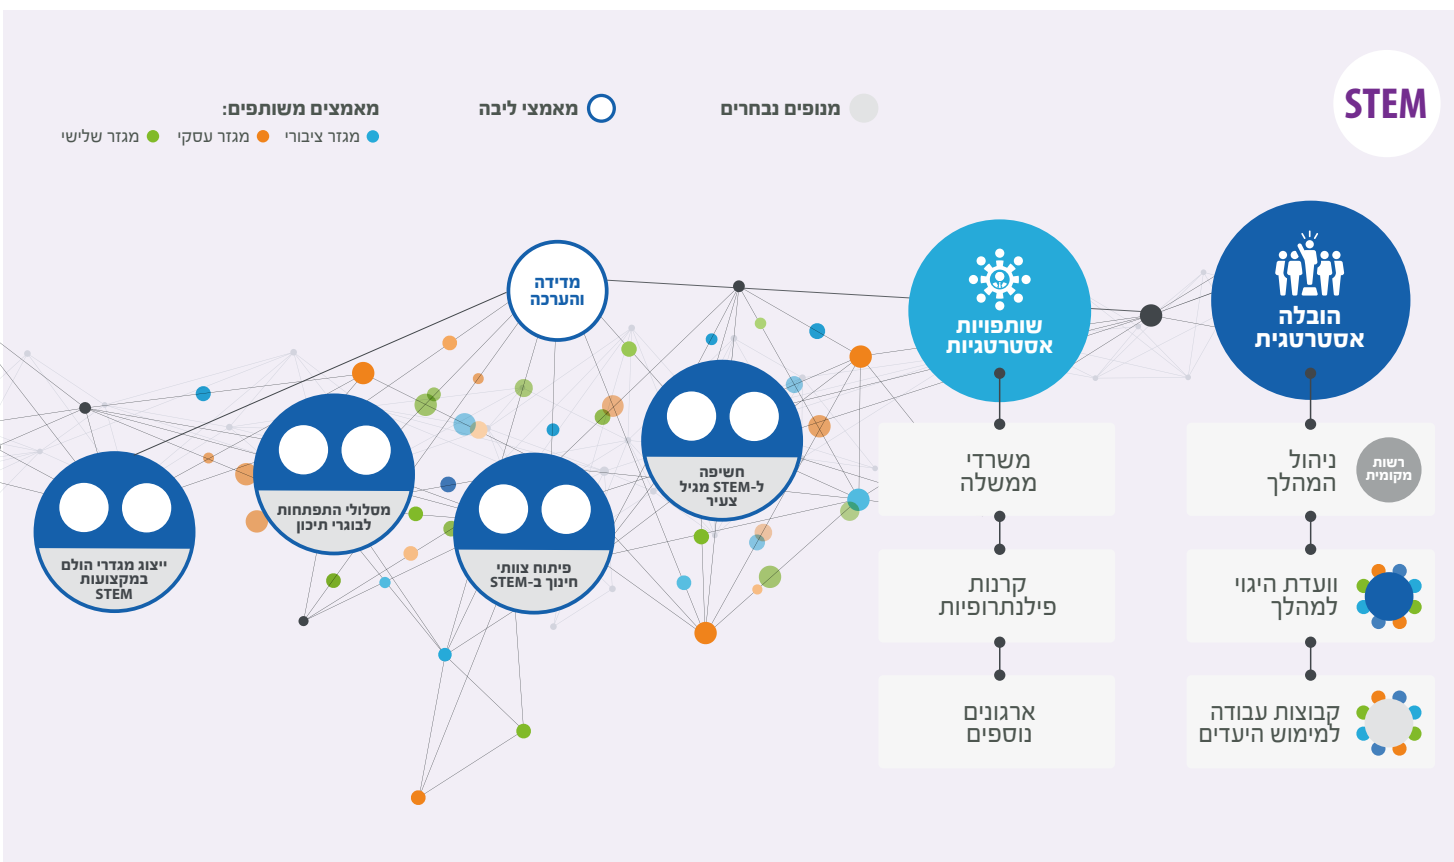 STEM
מנופים נבחרים
מאמצי ליבה
מאמצים משותפים:
מגזר ציבורי
מגזר עסקי
מגזר שלישי
הובלה
אסטרטגית
רשות
מקומית
ניהול
המהלך
וועדת היגוי
למהלך
קבוצות עבודה
למימוש היעדים
שותפויות
אסטרטגיות
משרדי
ממשלה
קרנות
פילנתרופיות
ארגונים
נוספים
מדידה
והערכה
חשיפה
ל-STEM מגיל
צעיר
פיתוח צוותי
חינוך ב-STEM
מסלולי התפתחות
לבוגרי תיכון
ייצוג מגדרי הולם
במקצועות
STEM